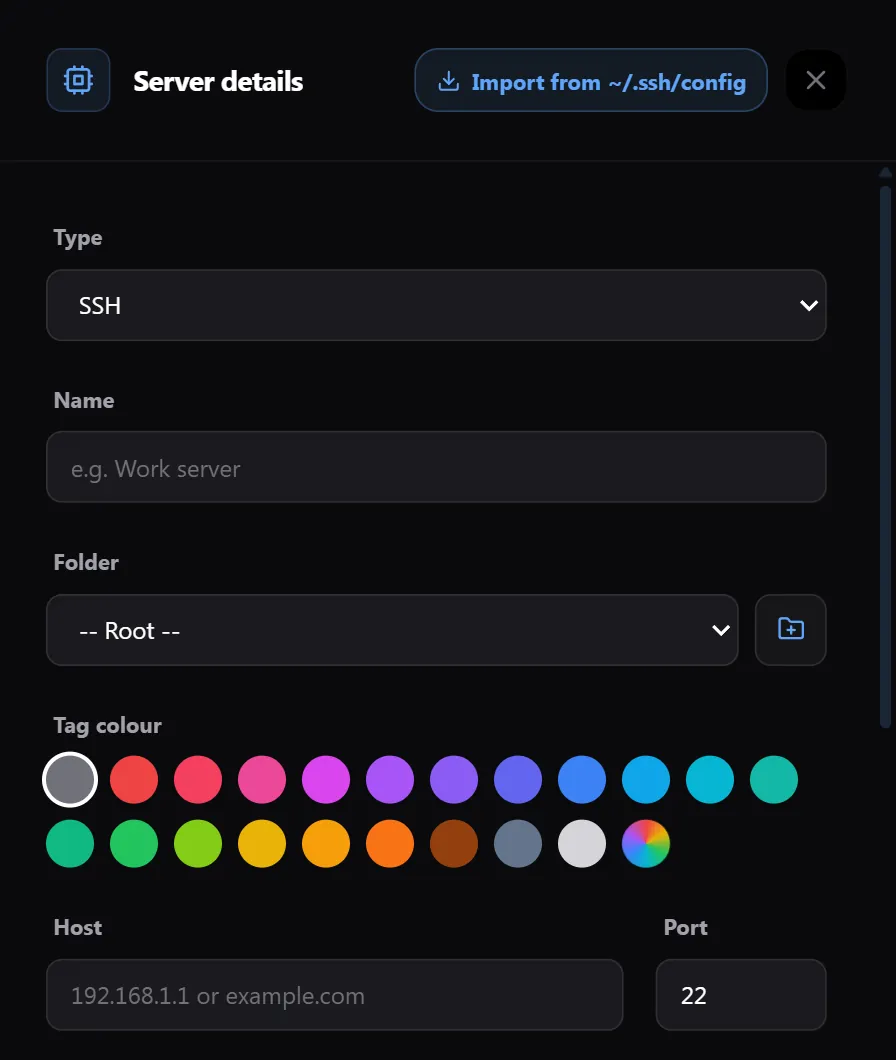 Server details
Import from ~/.ssh/config
Type
SSH
Name
e.g. Work server
Folder
-- Root --
Tag colour
Host
Port
192.168.1.1 or example.com
22